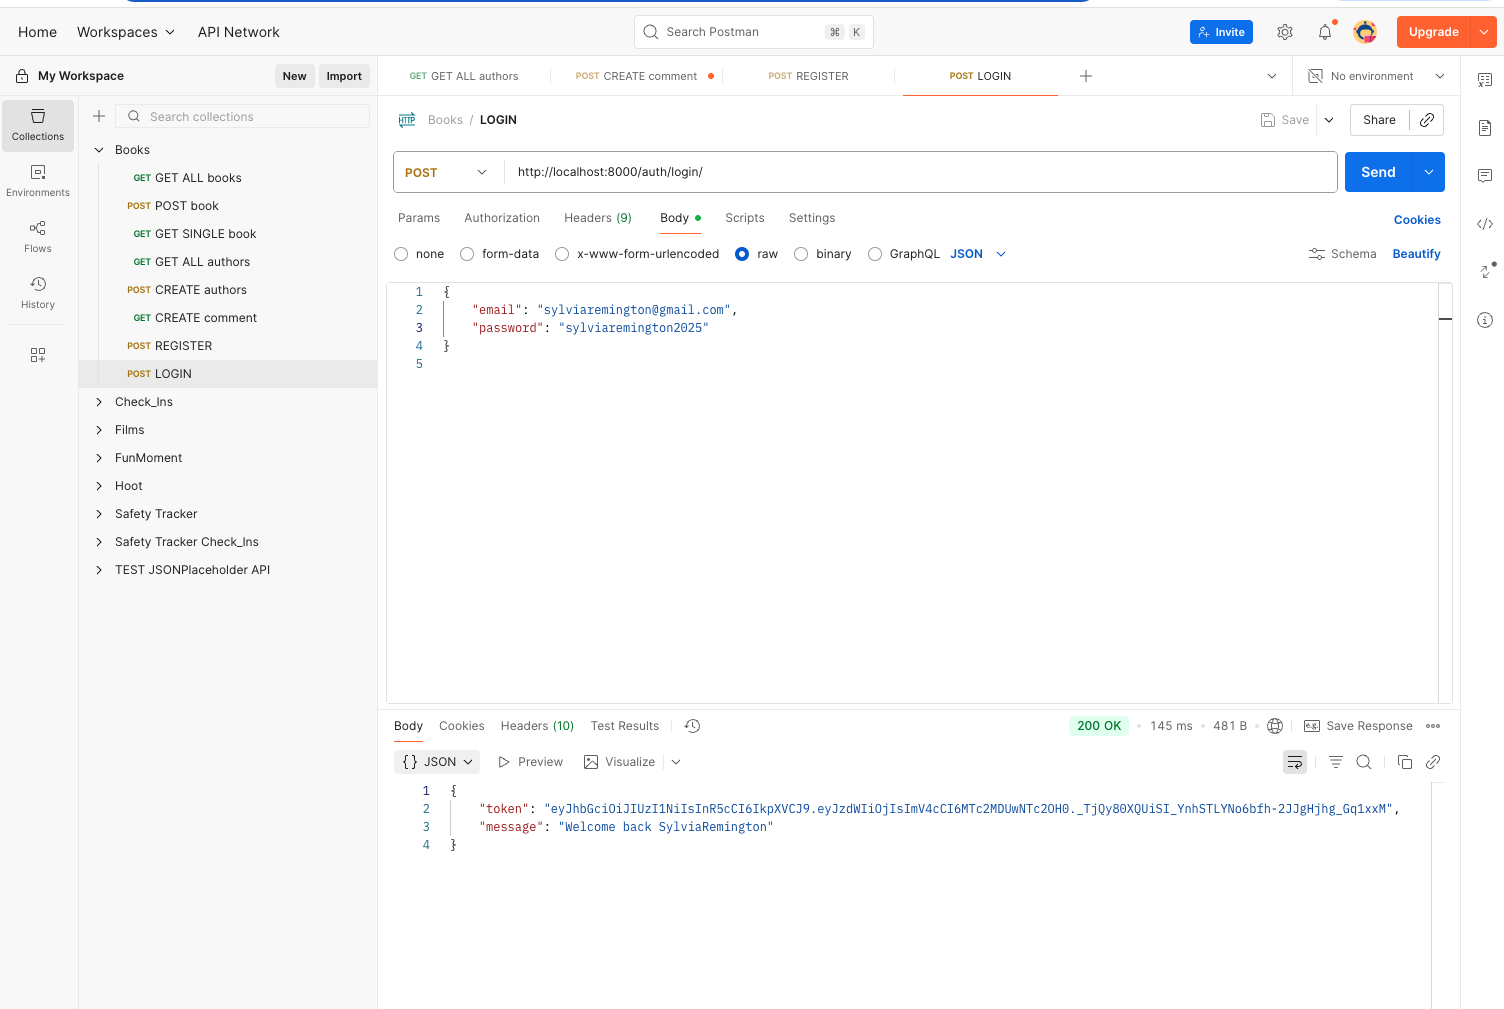 Home Workspaces API Network Search Postman ⌘ K Invite Upgrade
My Workspace New Import GET GET ALL authors POST CREATE comment POST REGISTER POST LOGIN No environment
Collections
Environments
Flows
History
Search collections
Books
GET GET ALL books
POST POST book
GET GET SINGLE book
GET GET ALL authors
POST CREATE authors
GET CREATE comment
POST REGISTER
POST LOGIN
Check_Ins
Films
FunMoment
Hoot
Safety Tracker
Safety Tracker Check_Ins
TEST JSONPlaceholder API
HTTP Books / LOGIN Save Share
POST http://localhost:8000/auth/login/ Send
Params Authorization Headers (9) Body Scripts Settings Cookies
none form-data x-www-form-urlencoded raw binary GraphQL JSON Schema Beautify
1 {
2 "email": "sylviaremington@gmail.com",
3 "password": "sylviaremington2025"
4 }
5
Body Cookies Headers (10) Test Results 200 OK 145 ms 481 B e.g. Save Response
{} JSON Preview Visualize
1 {
2 "token": "eyJhbGciOiJIUzI1NiIsInR5cCI6IkpXVCJ9.eyJzdWIiOjIsImV4cCI6MTc2MDUwNTc2OH0._TjQy80XQUiSI_YnhSTLYNo6bfh-2JJgHjhg_Gq1xxM",
3 "message": "Welcome back SylviaRemington"
4 }